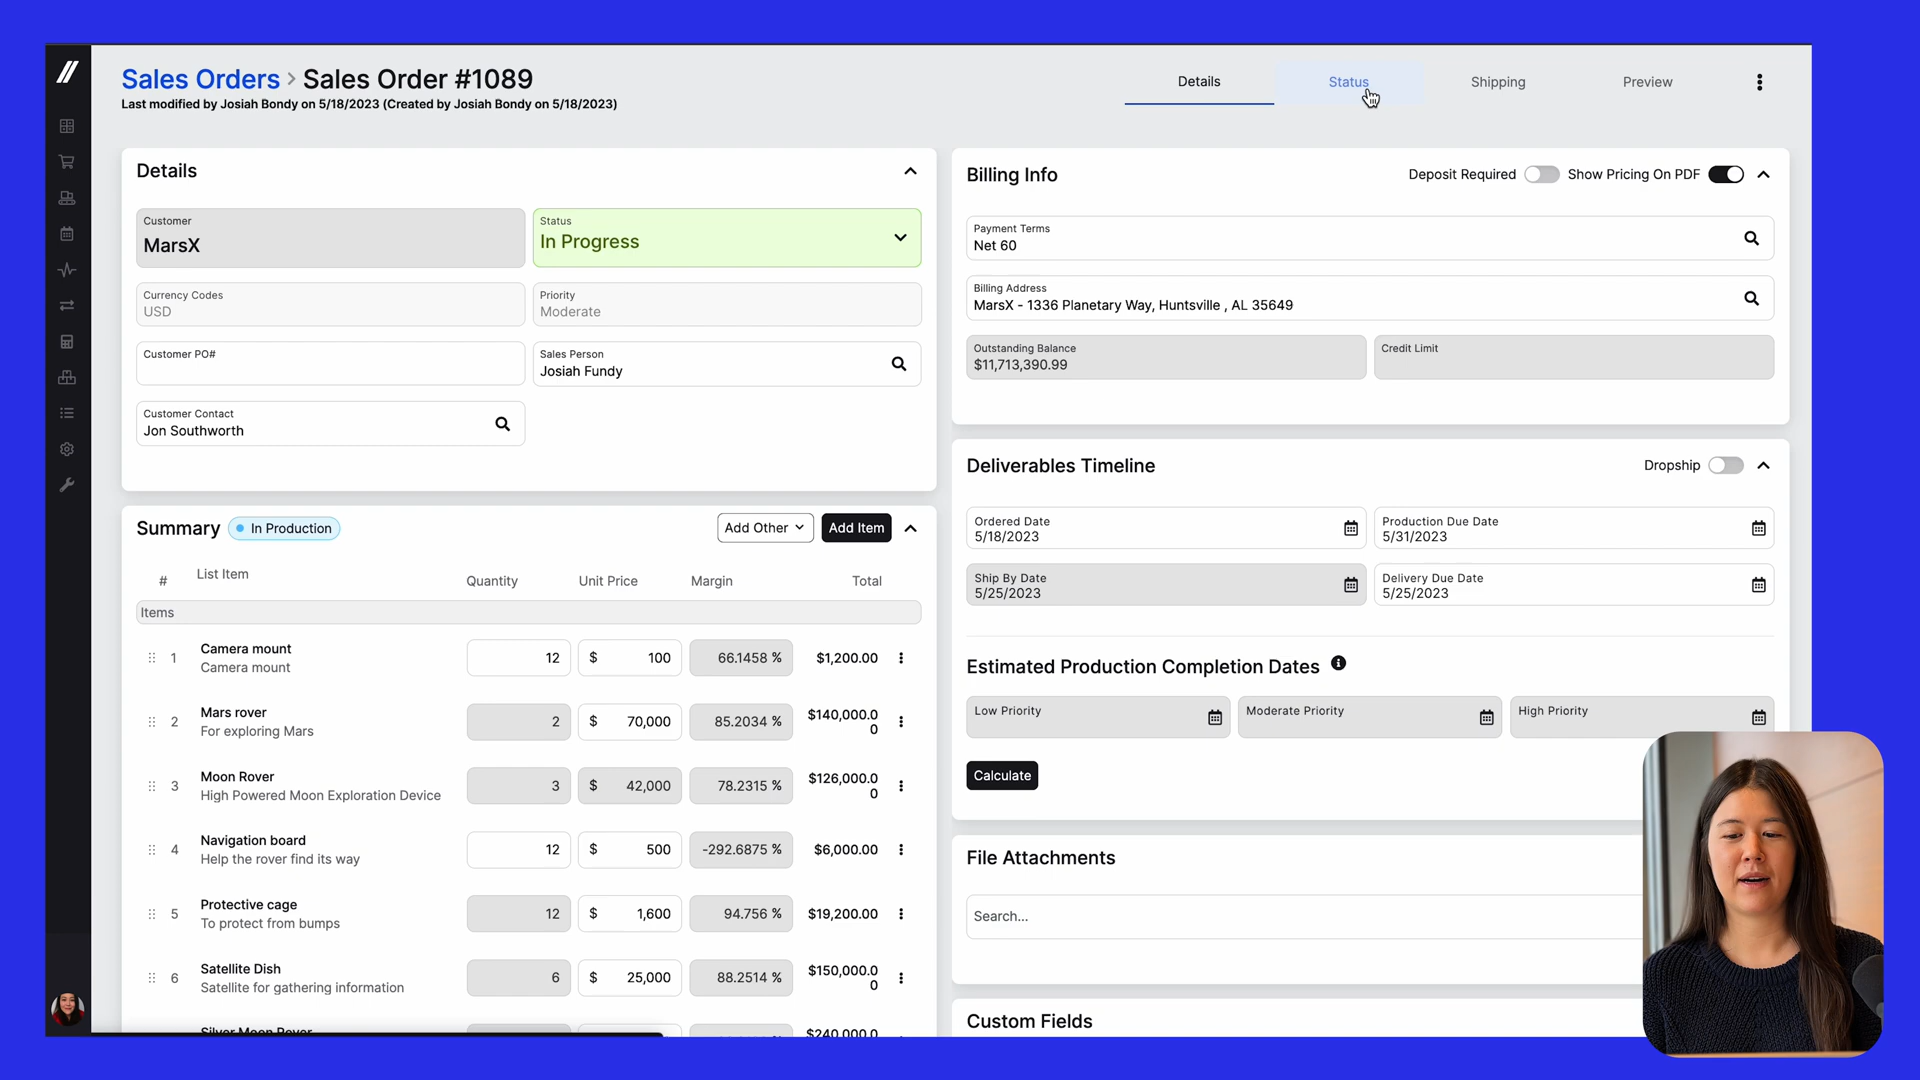 Sales Orders > Sales Order #1089
Last modified by Josiah Bondy on 5/18/2023 (Created by Josiah Bondy on 5/18/2023)
Details
Status
Shipping
Preview
Details
Customer
MarsX
Status
In Progress
Currency Codes
USD
Priority
Moderate
Customer PO#
Sales Person
Josiah Fundy
Customer Contact
Jon Southworth
Billing Info
Deposit Required
Show Pricing On PDF
Payment Terms
Net 60
Billing Address
MarsX - 1336 Planetary Way, Huntsville , AL 35649
Outstanding Balance
$11,713,390.99
Credit Limit
Deliverables Timeline
Dropship
Ordered Date
5/18/2023
Production Due Date
5/31/2023
Ship By Date
5/25/2023
Delivery Due Date
5/25/2023
Estimated Production Completion Dates
Low Priority
Moderate Priority
High Priority
Calculate
File Attachments
Search...
Custom Fields
Summary
In Production
Add Other
Add Item
# List Item Quantity Unit Price Margin Total
Items
1 Camera mount 12 $ 100 66.1458 % $1,200.00
Camera mount
2 Mars rover 2 $ 70,000 85.2034 % $140,000.0
For exploring Mars 0
3 Moon Rover 3 $ 42,000 78.2315 % $126,000.0
High Powered Moon Exploration Device 0
4 Navigation board 12 $ 500 -292.6875 % $6,000.00
Help the rover find its way
5 Protective cage 12 $ 1,600 94.756 % $19,200.00
To protect from bumps
6 Satellite Dish 6 $ 25,000 88.2514 % $150,000.0
Satellite for gathering information 0
Silver Moon Rover $240,000.0